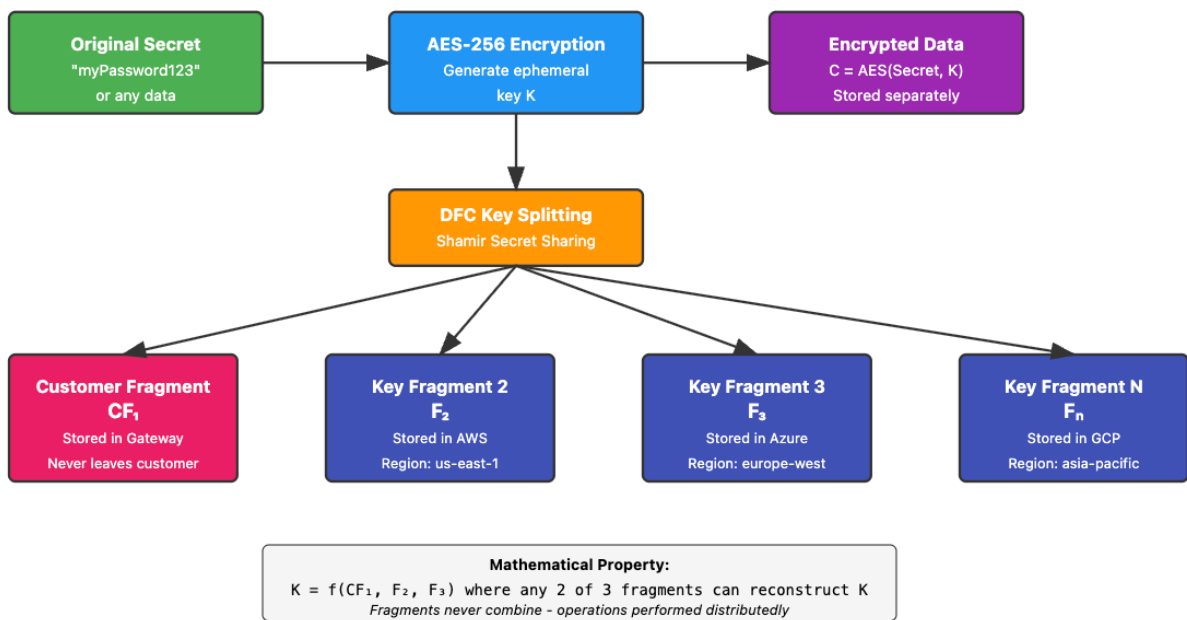 Original Secret
"myPassword123"
or any data
AES-256 Encryption
Generate ephemeral
key K
Encrypted Data
C = AES(Secret, K)
Stored separately
DFC Key Splitting
Shamir Secret Sharing
Customer Fragment
CF₁
Stored in Gateway
Never leaves customer
Key Fragment 2
F₂
Stored in AWS
Region: us-east-1
Key Fragment 3
F₃
Stored in Azure
Region: europe-west
Key Fragment N
Fₙ
Stored in GCP
Region: asia-pacific
Mathematical Property:
K = f(CF₁, F₂, F₃) where any 2 of 3 fragments can reconstruct K
Fragments never combine - operations performed distributedly